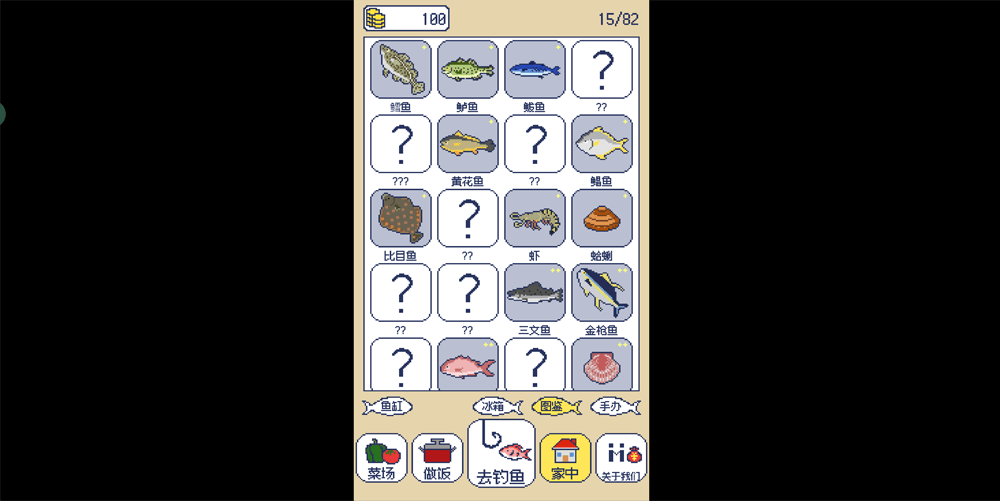 100
15/82
鳕鱼 鲈鱼 鲅鱼 ??
??? 黄花鱼 ?? 鲳鱼
比目鱼 ?? 虾 蛤蜊
?? ?? 三文鱼 金枪鱼
鱼缸 冰箱 图鉴 手办
菜场 做饭 去钓鱼 家中 关于我们